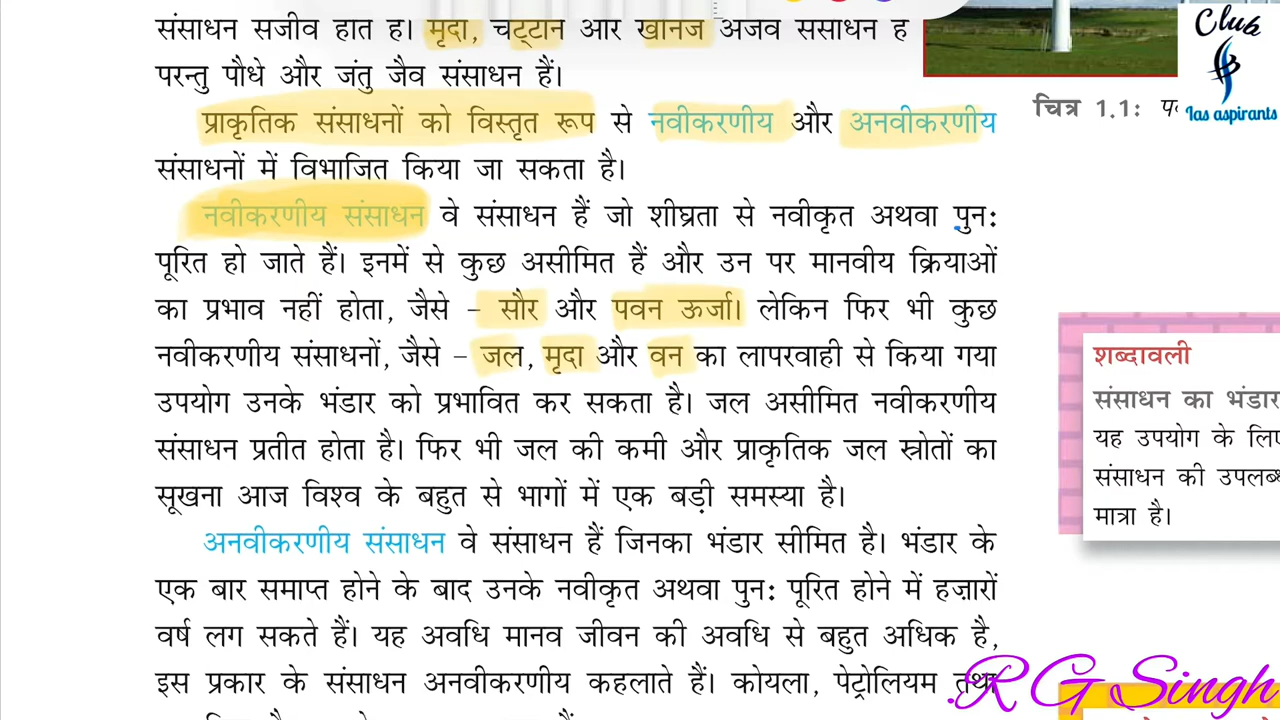 संसाधन सजीव होते हैं। मृदा, चट्टान और खनिज अजैव संसाधन हैं
परन्तु पौधे और जंतु जैव संसाधन हैं।
प्राकृतिक संसाधनों को विस्तृत रूप से नवीकरणीय और अनवीकरणीय
संसाधनों में विभाजित किया जा सकता है।
नवीकरणीय संसाधन वे संसाधन हैं जो शीघ्रता से नवीकृत अथवा पुनः
पूरित हो जाते हैं। इनमें से कुछ असीमित हैं और उन पर मानवीय क्रियाओं
का प्रभाव नहीं होता, जैसे – सौर और पवन ऊर्जा। लेकिन फिर भी कुछ
नवीकरणीय संसाधनों, जैसे – जल, मृदा और वन का लापरवाही से किया गया
उपयोग उनके भंडार को प्रभावित कर सकता है। जल असीमित नवीकरणीय
संसाधन प्रतीत होता है। फिर भी जल की कमी और प्राकृतिक जल स्रोतों का
सूखना आज विश्व के बहुत से भागों में एक बड़ी समस्या है।
अनवीकरणीय संसाधन वे संसाधन हैं जिनका भंडार सीमित है। भंडार के
एक बार समाप्त होने के बाद उनके नवीकृत अथवा पुनः पूरित होने में हज़ारों
वर्ष लग सकते हैं। यह अवधि मानव जीवन की अवधि से बहुत अधिक है,
इस प्रकार के संसाधन अनवीकरणीय कहलाते हैं। कोयला, पेट्रोलियम तथा
Club
Ias aspirants
चित्र 1.1:
शब्दावली
संसाधन का भंडार
यह उपयोग के लिए
संसाधन की उपलब्ध
मात्रा है।
R G Singh